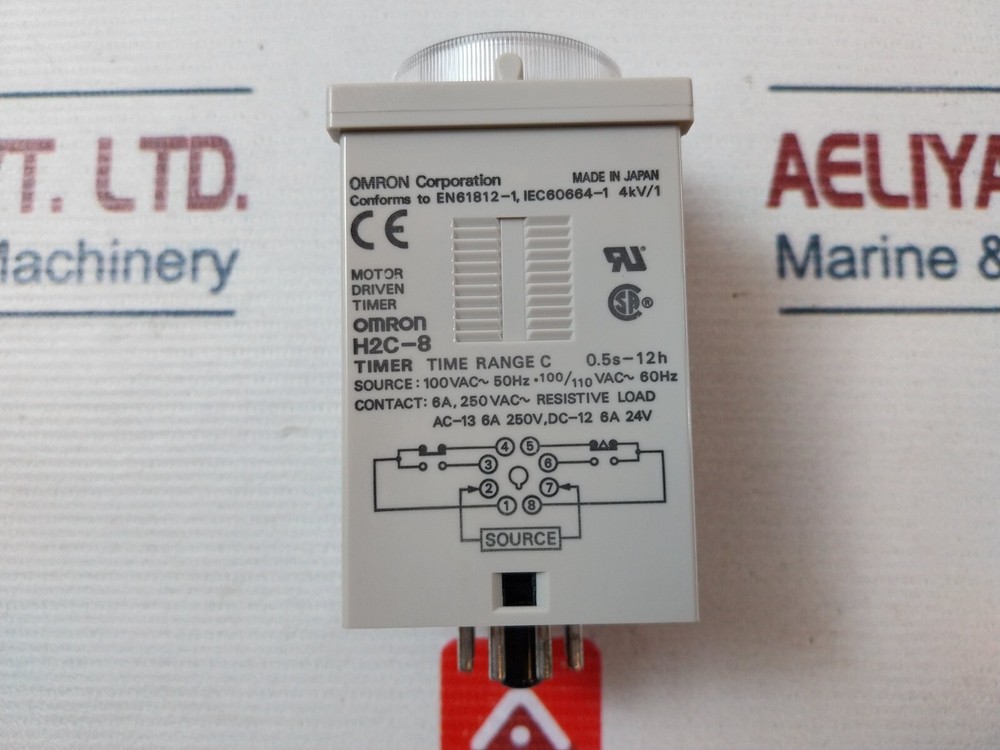 VT. LTD.
AELIYA
Machinery
Marine &
OMRON Corporation MADE IN JAPAN
Conforms to EN61812-1, IEC60664-1 4kV/1
CE
MOTOR
DRIVEN
TIMER
OMRON
H2C-8
TIMER TIME RANGE C 0.5s-12h
SOURCE: 100VAC~ 50Hz·100/110 VAC~ 60Hz
CONTACT: 6A, 250VAC~ RESISTIVE LOAD
AC-13 6A 250V, DC-12 6A 24V
4 5
3 6
2 7
1 8
SOURCE